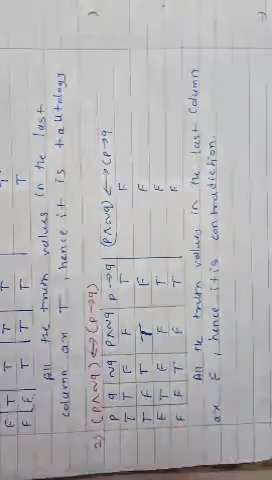 F T T T T
F F T T T T
All the truth values in the last
column are T, hence it is tautology
2) (p∧~q) ⟷ (p→q)
p q ~q p∧~q p→q (p∧~q) ⟷ (p→q
T T F F T F
T F T T F F
F T F F T F
F F T F T F
All the truth values in the last column
are F, hence it is contradiction.